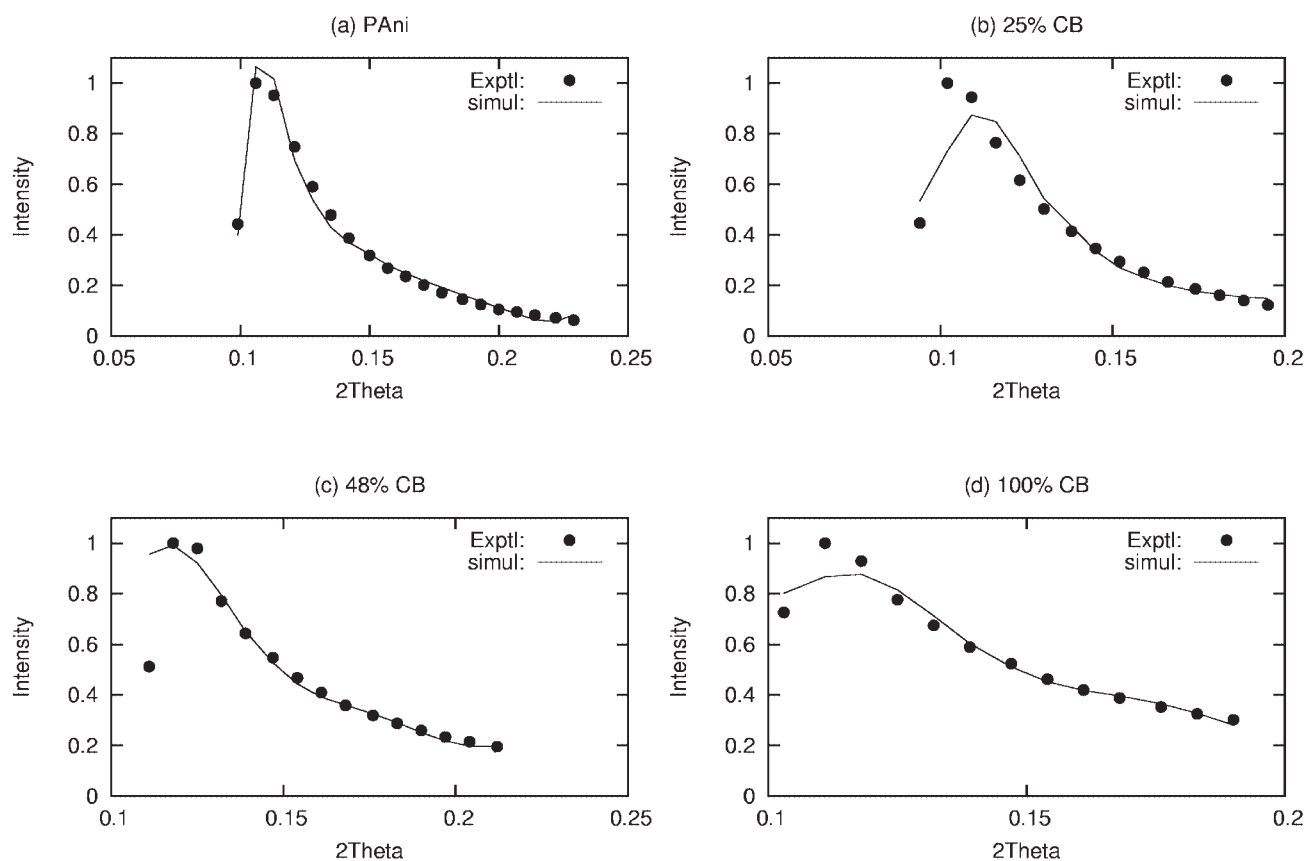 (a) PAni
Exptl:
simul:
Intensity
1
0.8
0.6
0.4
0.2
0
0.05
0.1
0.15
0.2
0.25
2Theta
(b) 25% CB
Exptl:
simul:
Intensity
1
0.8
0.6
0.4
0.2
0
0.05
0.1
0.15
0.2
2Theta
(c) 48% CB
Exptl:
simul:
Intensity
1
0.8
0.6
0.4
0.2
0
0.1
0.15
0.2
0.25
2Theta
(d) 100% CB
Exptl:
simul:
Intensity
1
0.8
0.6
0.4
0.2
0
0.1
0.15
0.2
2Theta